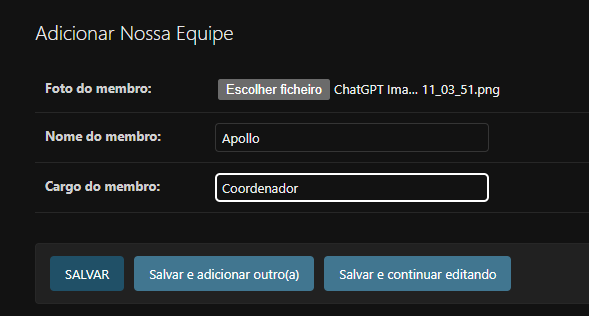 Adicionar Nossa Equipe
Foto do membro: Escolher ficheiro ChatGPT Ima... 11_03_51.png
Nome do membro: Apollo
Cargo do membro: Coordenador
SALVAR Salvar e adicionar outro(a) Salvar e continuar editando